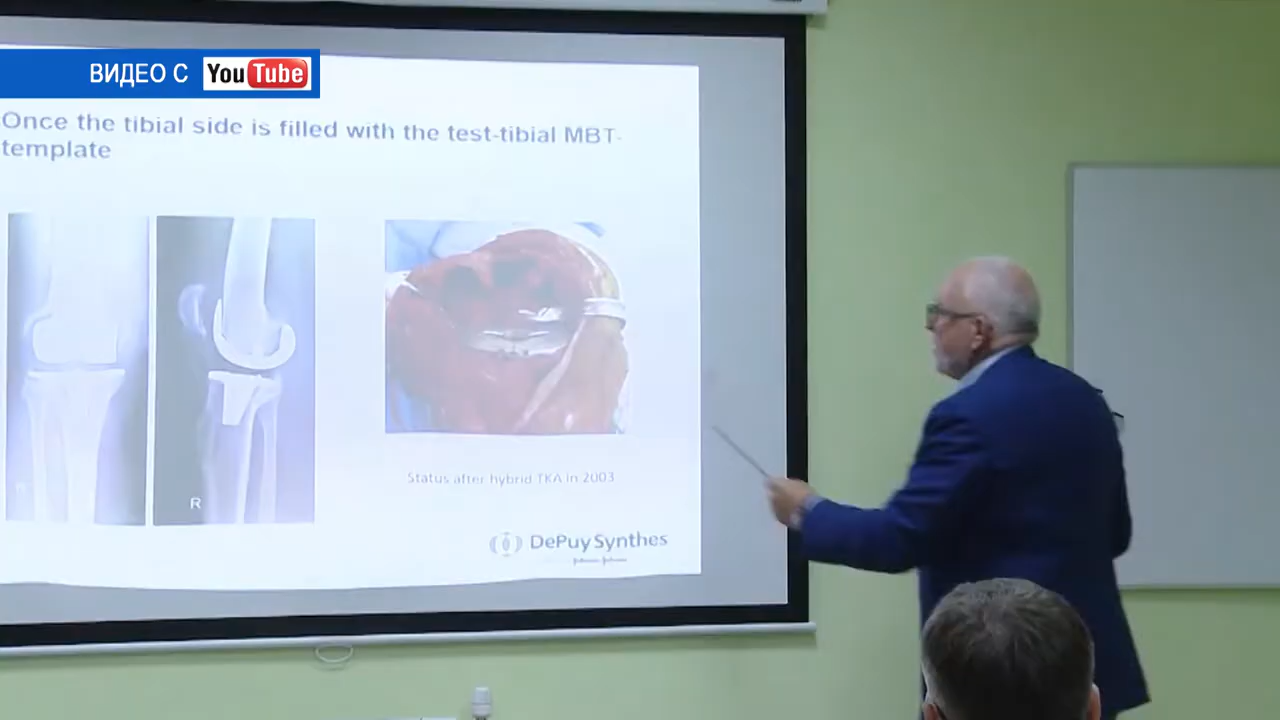 ВИДЕО С YouTube
Once the tibial side is filled with the test-tibial MBT-
template
R
Status after hybrid TKA in 2003
DePuy Synthes